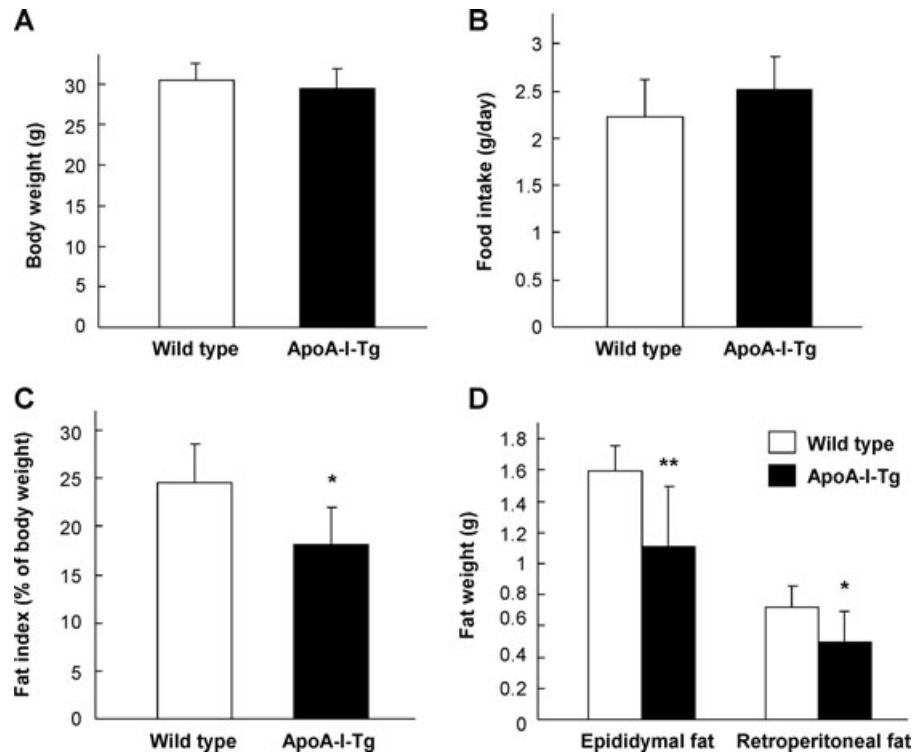 A
Body weight (g)
30
25
20
15
10
5
0
Wild type
ApoA-I-Tg
B
Food intake (g/day)
3
2.5
2
1.5
1
0.5
0
Wild type
ApoA-I-Tg
C
Fat index (% of body weight)
30
25
20
15
10
5
0
*
Wild type
ApoA-I-Tg
D
Fat weight (g)
1.8
1.6
1.4
1.2
1
0.8
0.6
0.4
0.2
0
Wild type
ApoA-I-Tg
**
*
Epididymal fat
Retroperitoneal fat